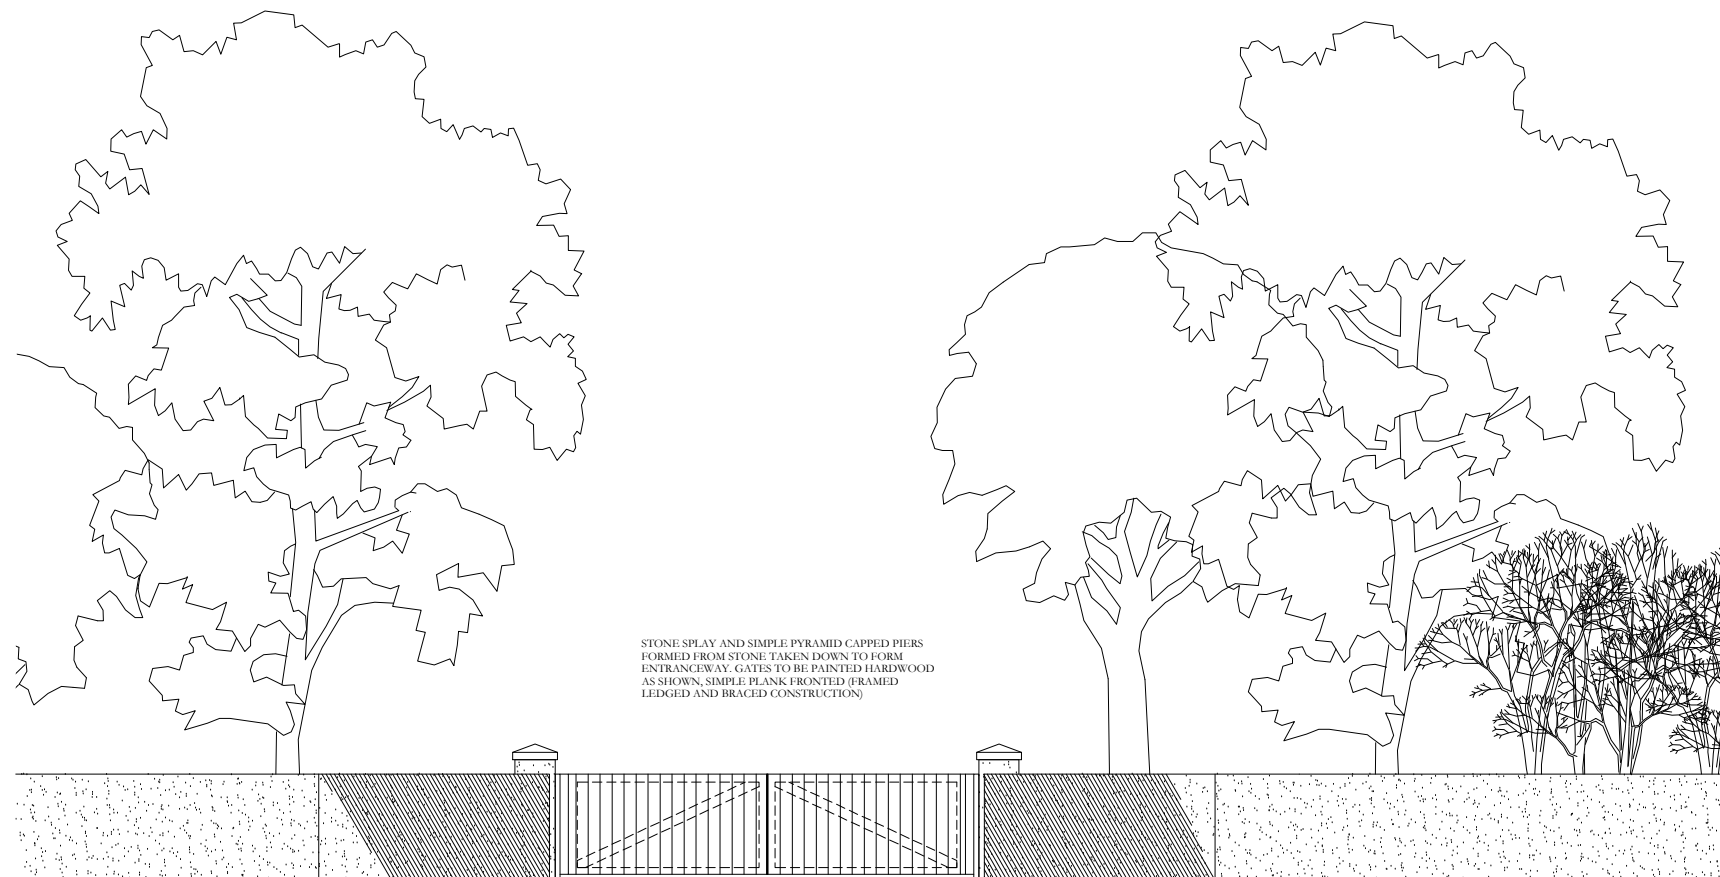 STONE SPLAY AND SIMPLE PYRAMID CAPPED PIERS
FORMED FROM STONE TAKEN DOWN TO FORM
ENTRANCEWAY. GATES TO BE PAINTED HARDWOOD
AS SHOWN, SIMPLE PLANK FRONTED (FRAMED
LEDGED AND BRACED CONSTRUCTION)